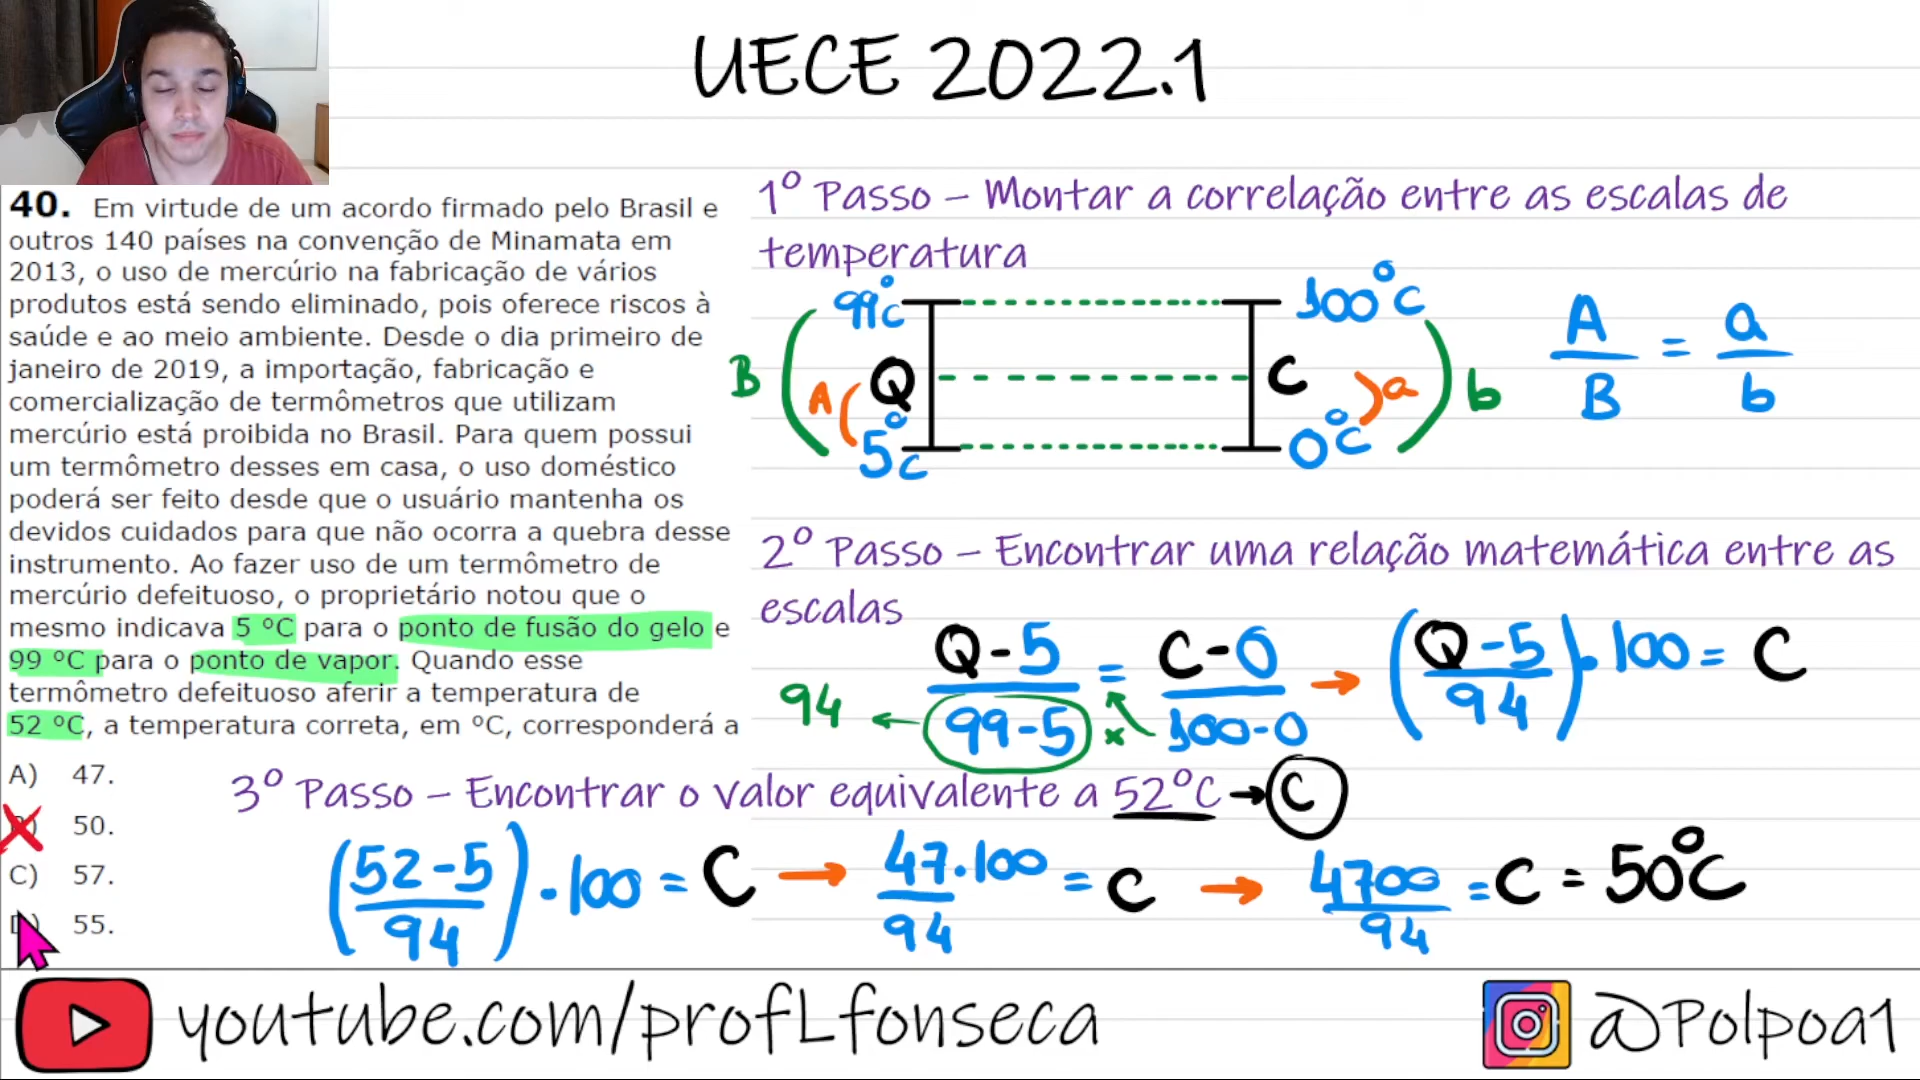 UECE 2022.1
40. Em virtude de um acordo firmado pelo Brasil e
outros 140 países na convenção de Minamata em
2013, o uso de mercúrio na fabricação de vários
produtos está sendo eliminado, pois oferece riscos à
saúde e ao meio ambiente. Desde o dia primeiro de
janeiro de 2019, a importação, fabricação e
comercialização de termômetros que utilizam
mercúrio está proibida no Brasil. Para quem possui
um termômetro desses em casa, o uso doméstico
poderá ser feito desde que o usuário mantenha os
devidos cuidados para que não ocorra a quebra desse
instrumento. Ao fazer uso de um termômetro de
mercúrio defeituoso, o proprietário notou que o
mesmo indicava 5 ºC para o ponto de fusão do gelo e
99 ºC para o ponto de vapor. Quando esse
termômetro defeituoso aferir a temperatura de
52 ºC, a temperatura correta, em ºC, corresponderá a
A) 47.
50.
C) 57.
D) 55.
1º Passo – Montar a correlação entre as escalas de
temperatura
99°C 100°C
B A Q C a b
5°C 0°C
A/B = a/b
2º Passo – Encontrar uma relação matemática entre as
escalas
94 ← (Q-5)/(99-5) = (C-0)/(100-0) → ((Q-5)/94) . 100 = C
x
3º Passo – Encontrar o valor equivalente a 52ºC → C
((52-5)/94) . 100 = C → 47.100/94 = C → 4700/94 = C = 50°C
youtube.com/profLfonseca
@Polpoa1